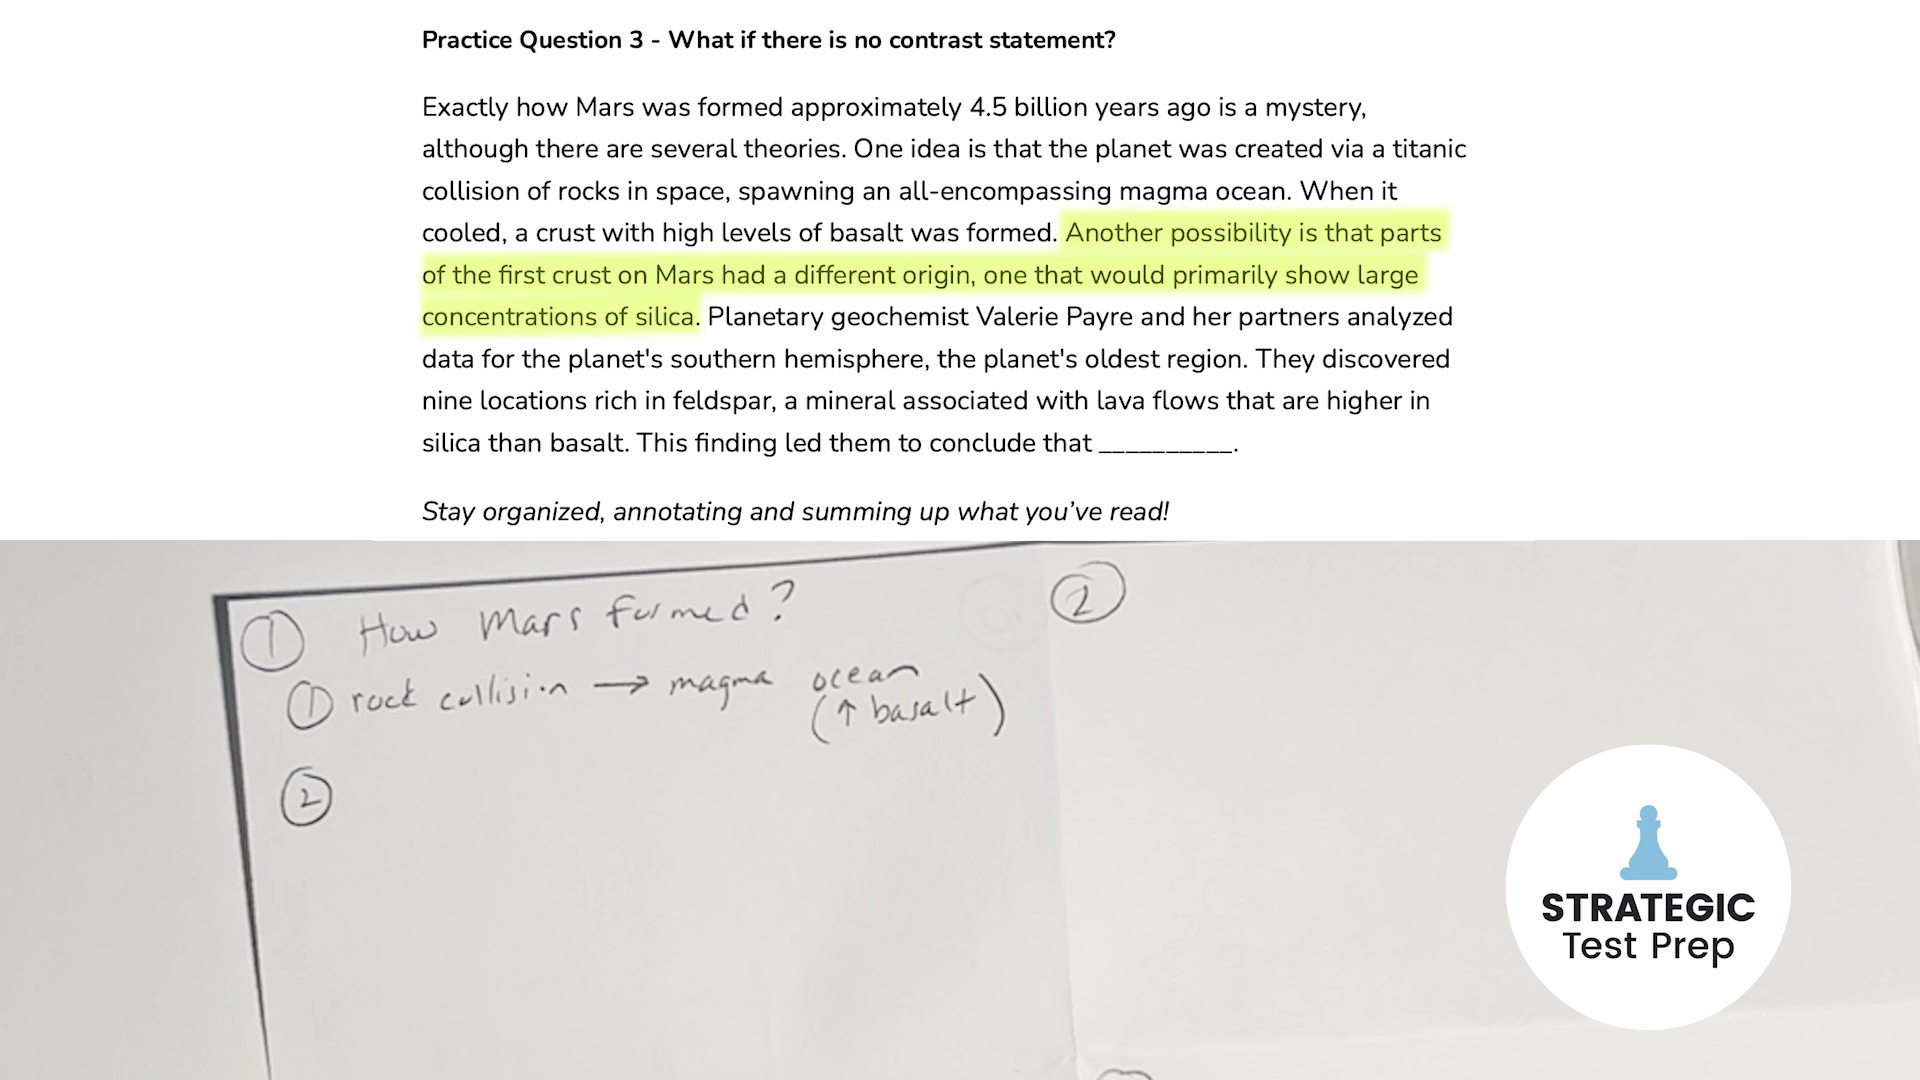 Practice Question 3 - What if there is no contrast statement?
Exactly how Mars was formed approximately 4.5 billion years ago is a mystery,
although there are several theories. One idea is that the planet was created via a titanic
collision of rocks in space, spawning an all-encompassing magma ocean. When it
cooled, a crust with high levels of basalt was formed. Another possibility is that parts
of the first crust on Mars had a different origin, one that would primarily show large
concentrations of silica. Planetary geochemist Valerie Payre and her partners analyzed
data for the planet's southern hemisphere, the planet's oldest region. They discovered
nine locations rich in feldspar, a mineral associated with lava flows that are higher in
silica than basalt. This finding led them to conclude that __________.
Stay organized, annotating and summing up what you’ve read!
① How Mars formed?
① rock collision → magma ocean
(↑ basalt)
②
②
STRATEGIC
Test Prep